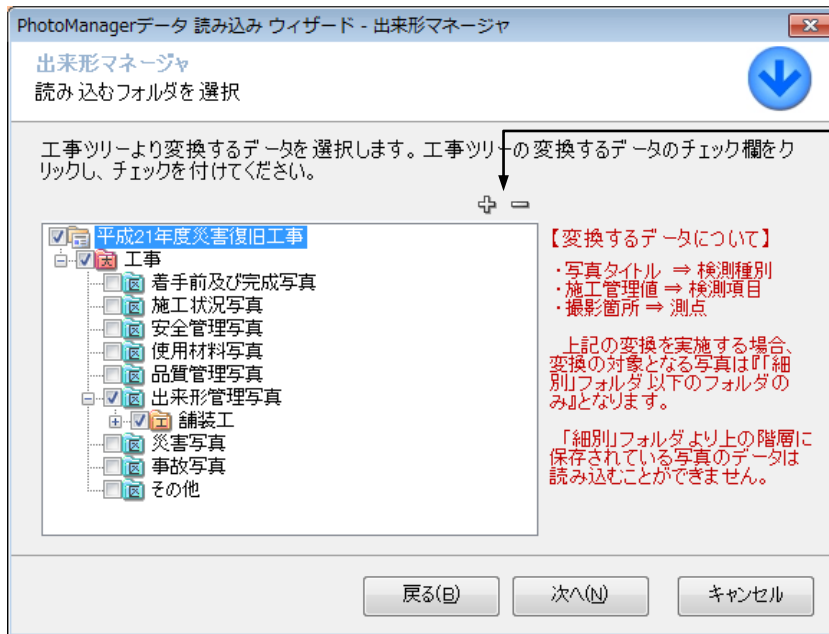 PhotoManagerデータ 読み込み ウィザード - 出来形マネージャ
出来形マネージャ
読み込むフォルダを選択
工事ツリーより変換するデータを選択します。工事ツリーの変換するデータのチェック欄をク
リックし、チェックを付けてください。
平成21年度災害復旧工事
大 工事
区 着手前及び完成写真
区 施工状況写真
区 安全管理写真
区 使用材料写真
区 品質管理写真
区 出来形管理写真
工 舗装工
区 災害写真
区 事故写真
区 その他
【変換するデータについて】
・写真タイトル ⇒ 検測種別
・施工管理値 ⇒ 検測項目
・撮影箇所 ⇒ 測点
上記の変換を実施する場合、
変換の対象となる写真は『「細
別」フォルダ以下のフォルダの
み』となります。
「細別」フォルダより上の階層に
保存されている写真のデータは
読み込むことができません。
戻る(B)
次へ(N)
キャンセル